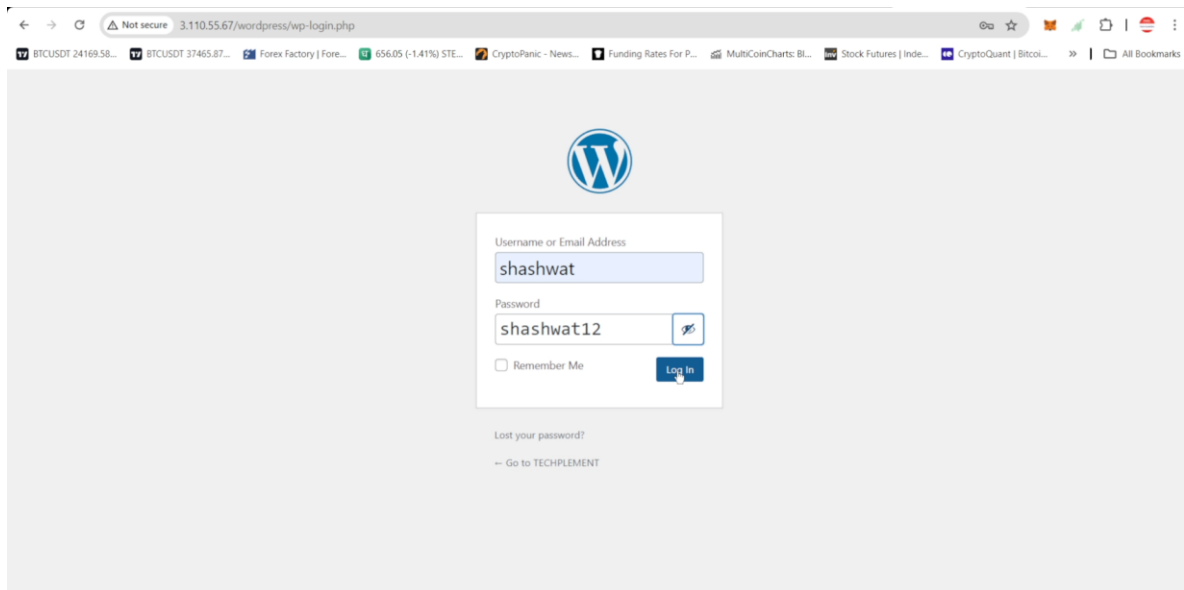 Not secure 3.110.55.67/wordpress/wp-login.php
BTCUSDT 24169.58... BTCUSDT 37465.87... Forex Factory | Fore... 656.05 (-1.41%) STE... CryptoPanic - News... Funding Rates For P... MultiCoinCharts: BI... Stock Futures | Inde... CryptoQuant | Bitcoi... » All Bookmarks
Username or Email Address
shashwat
Password
shashwat12
Remember Me
Log In
Lost your password?
← Go to TECHPLEMENT